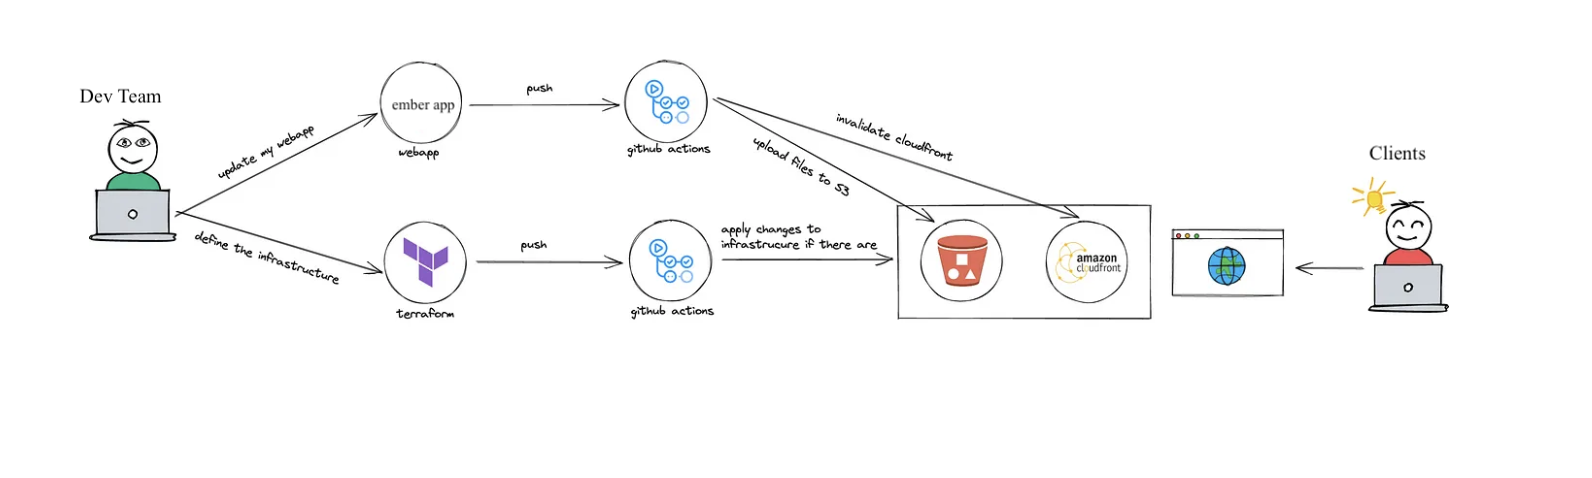 Dev Team
update my webapp
define the infrastructure
ember app
webapp
push
github actions
invalidate cloudfront
upload files to S3
terraform
push
github actions
apply changes to
infrastrucure if there are
amazon
cloudfront
Clients